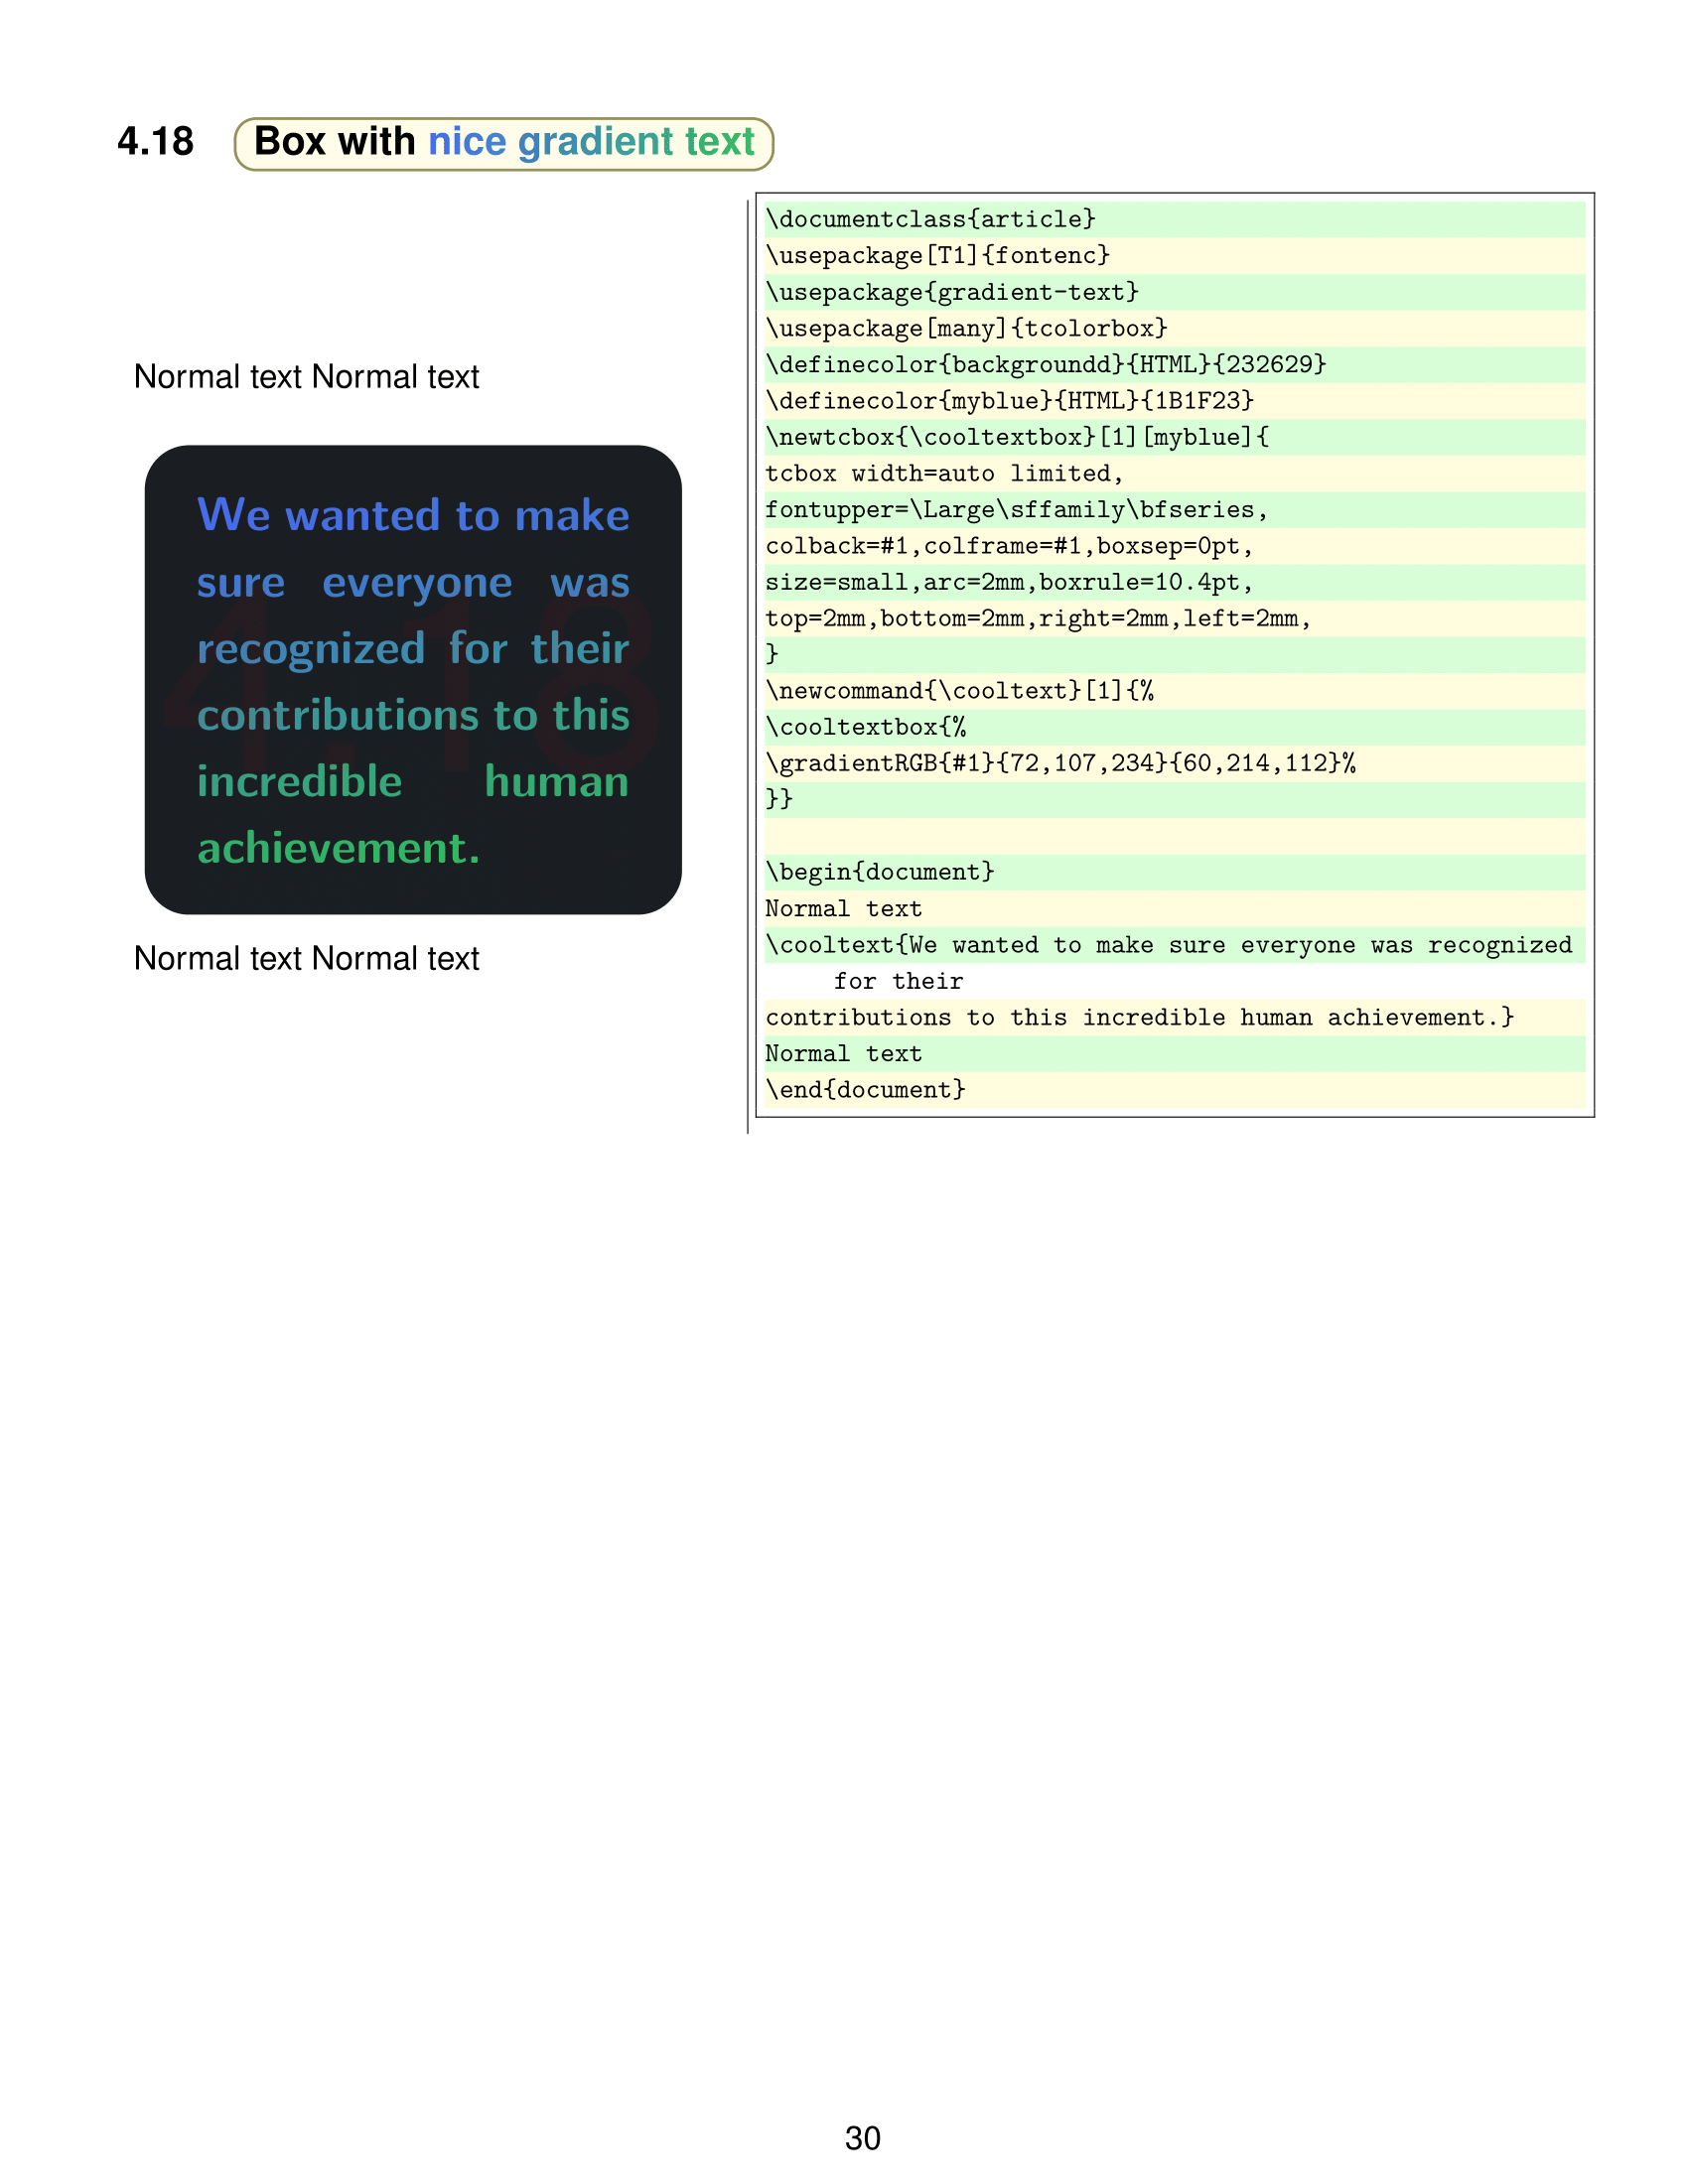 4.18 Box with nice gradient text
Normal text Normal text
We wanted to make
sure everyone was
recognized for their
contributions to this
incredible human
achievement.
4.18
Normal text Normal text
\documentclass{article}
\usepackage[T1]{fontenc}
\usepackage{gradient-text}
\usepackage[many]{tcolorbox}
\definecolor{backgroundd}{HTML}{232629}
\definecolor{myblue}{HTML}{1B1F23}
\newtcbox{\cooltextbox}[1][myblue]{
tcbox width=auto limited,
fontupper=\Large\sffamily\bfseries,
colback=#1,colframe=#1,boxsep=0pt,
size=small,arc=2mm,boxrule=10.4pt,
top=2mm,bottom=2mm,right=2mm,left=2mm,
}
\newcommand{\cooltext}[1]{%
\cooltextbox{%
\gradientRGB{#1}{72,107,234}{60,214,112}%
}}
\begin{document}
Normal text
\cooltext{We wanted to make sure everyone was recognized
for their
contributions to this incredible human achievement.}
Normal text
\end{document}
30